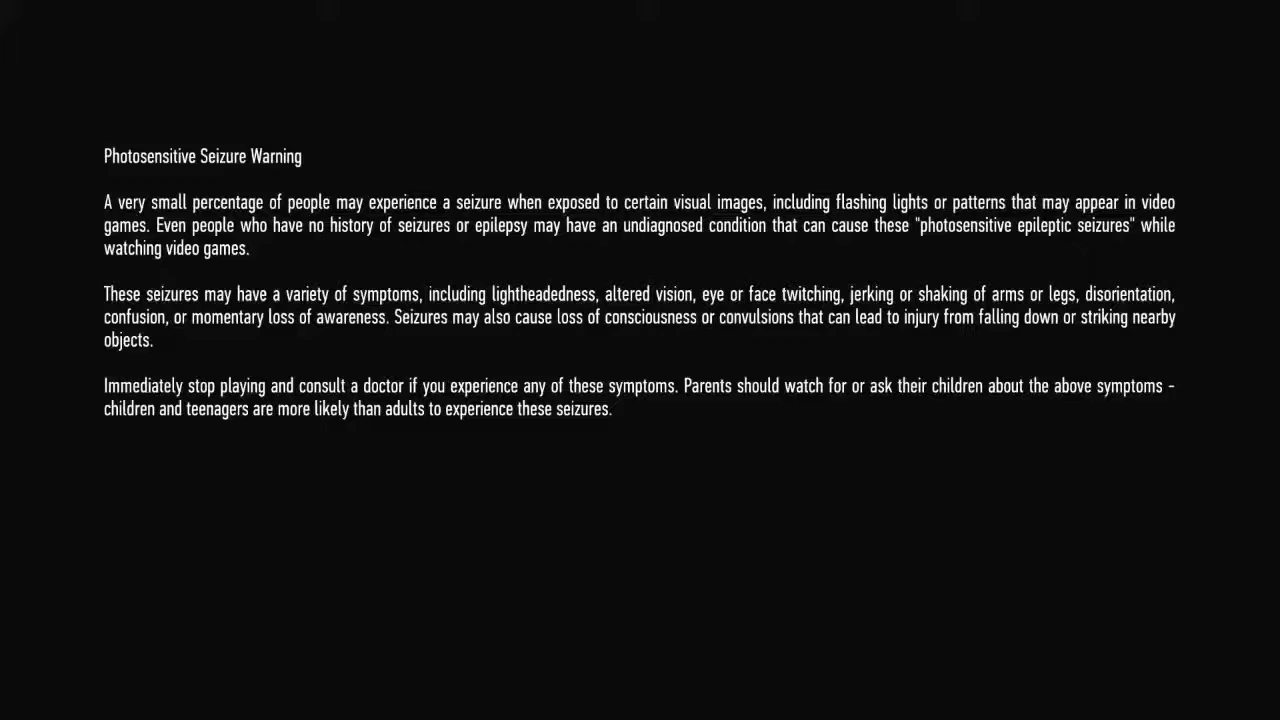 Photosensitive Seizure Warning
A very small percentage of people may experience a seizure when exposed to certain visual images, including flashing lights or patterns that may appear in video
games. Even people who have no history of seizures or epilepsy may have an undiagnosed condition that can cause these "photosensitive epileptic seizures" while
watching video games.
These seizures may have a variety of symptoms, including lightheadedness, altered vision, eye or face twitching, jerking or shaking of arms or legs, disorientation,
confusion, or momentary loss of awareness. Seizures may also cause loss of consciousness or convulsions that can lead to injury from falling down or striking nearby
objects.
Immediately stop playing and consult a doctor if you experience any of these symptoms. Parents should watch for or ask their children about the above symptoms -
children and teenagers are more likely than adults to experience these seizures.